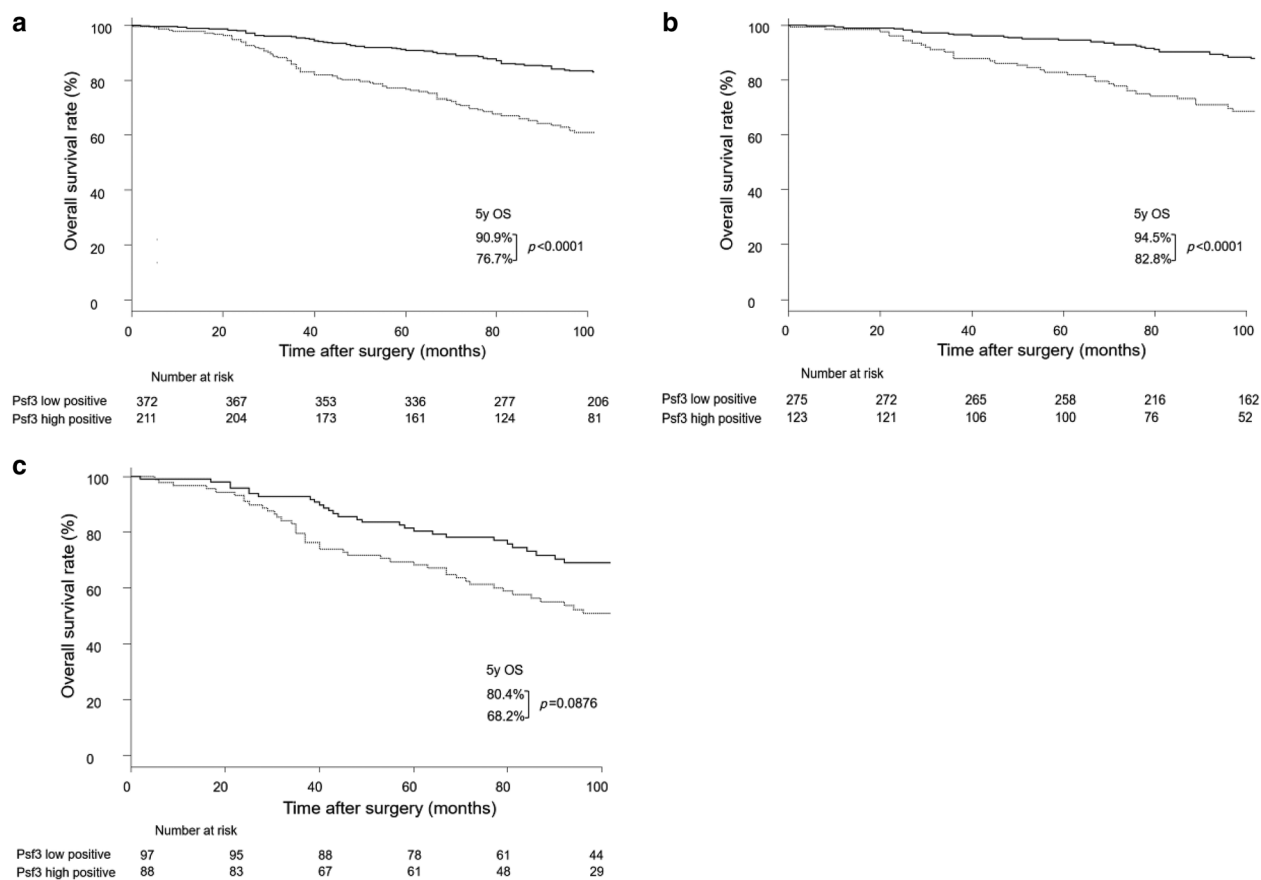 a
Overall survival rate (%)
100
80
60
40
20
0
5y OS
90.9%
76.7%
p<0.0001
0 20 40 60 80 100
Time after surgery (months)
Number at risk
Psf3 low positive 372 367 353 336 277 206
Psf3 high positive 211 204 173 161 124 81
b
Overall survival rate (%)
100
80
60
40
20
0
5y OS
94.5%
82.8%
p<0.0001
0 20 40 60 80 100
Time after surgery (months)
Number at risk
Psf3 low positive 275 272 265 258 216 162
Psf3 high positive 123 121 106 100 76 52
c
Overall survival rate (%)
100
80
60
40
20
0
5y OS
80.4%
68.2%
p=0.0876
0 20 40 60 80 100
Time after surgery (months)
Number at risk
Psf3 low positive 97 95 88 78 61 44
Psf3 high positive 88 83 67 61 48 29